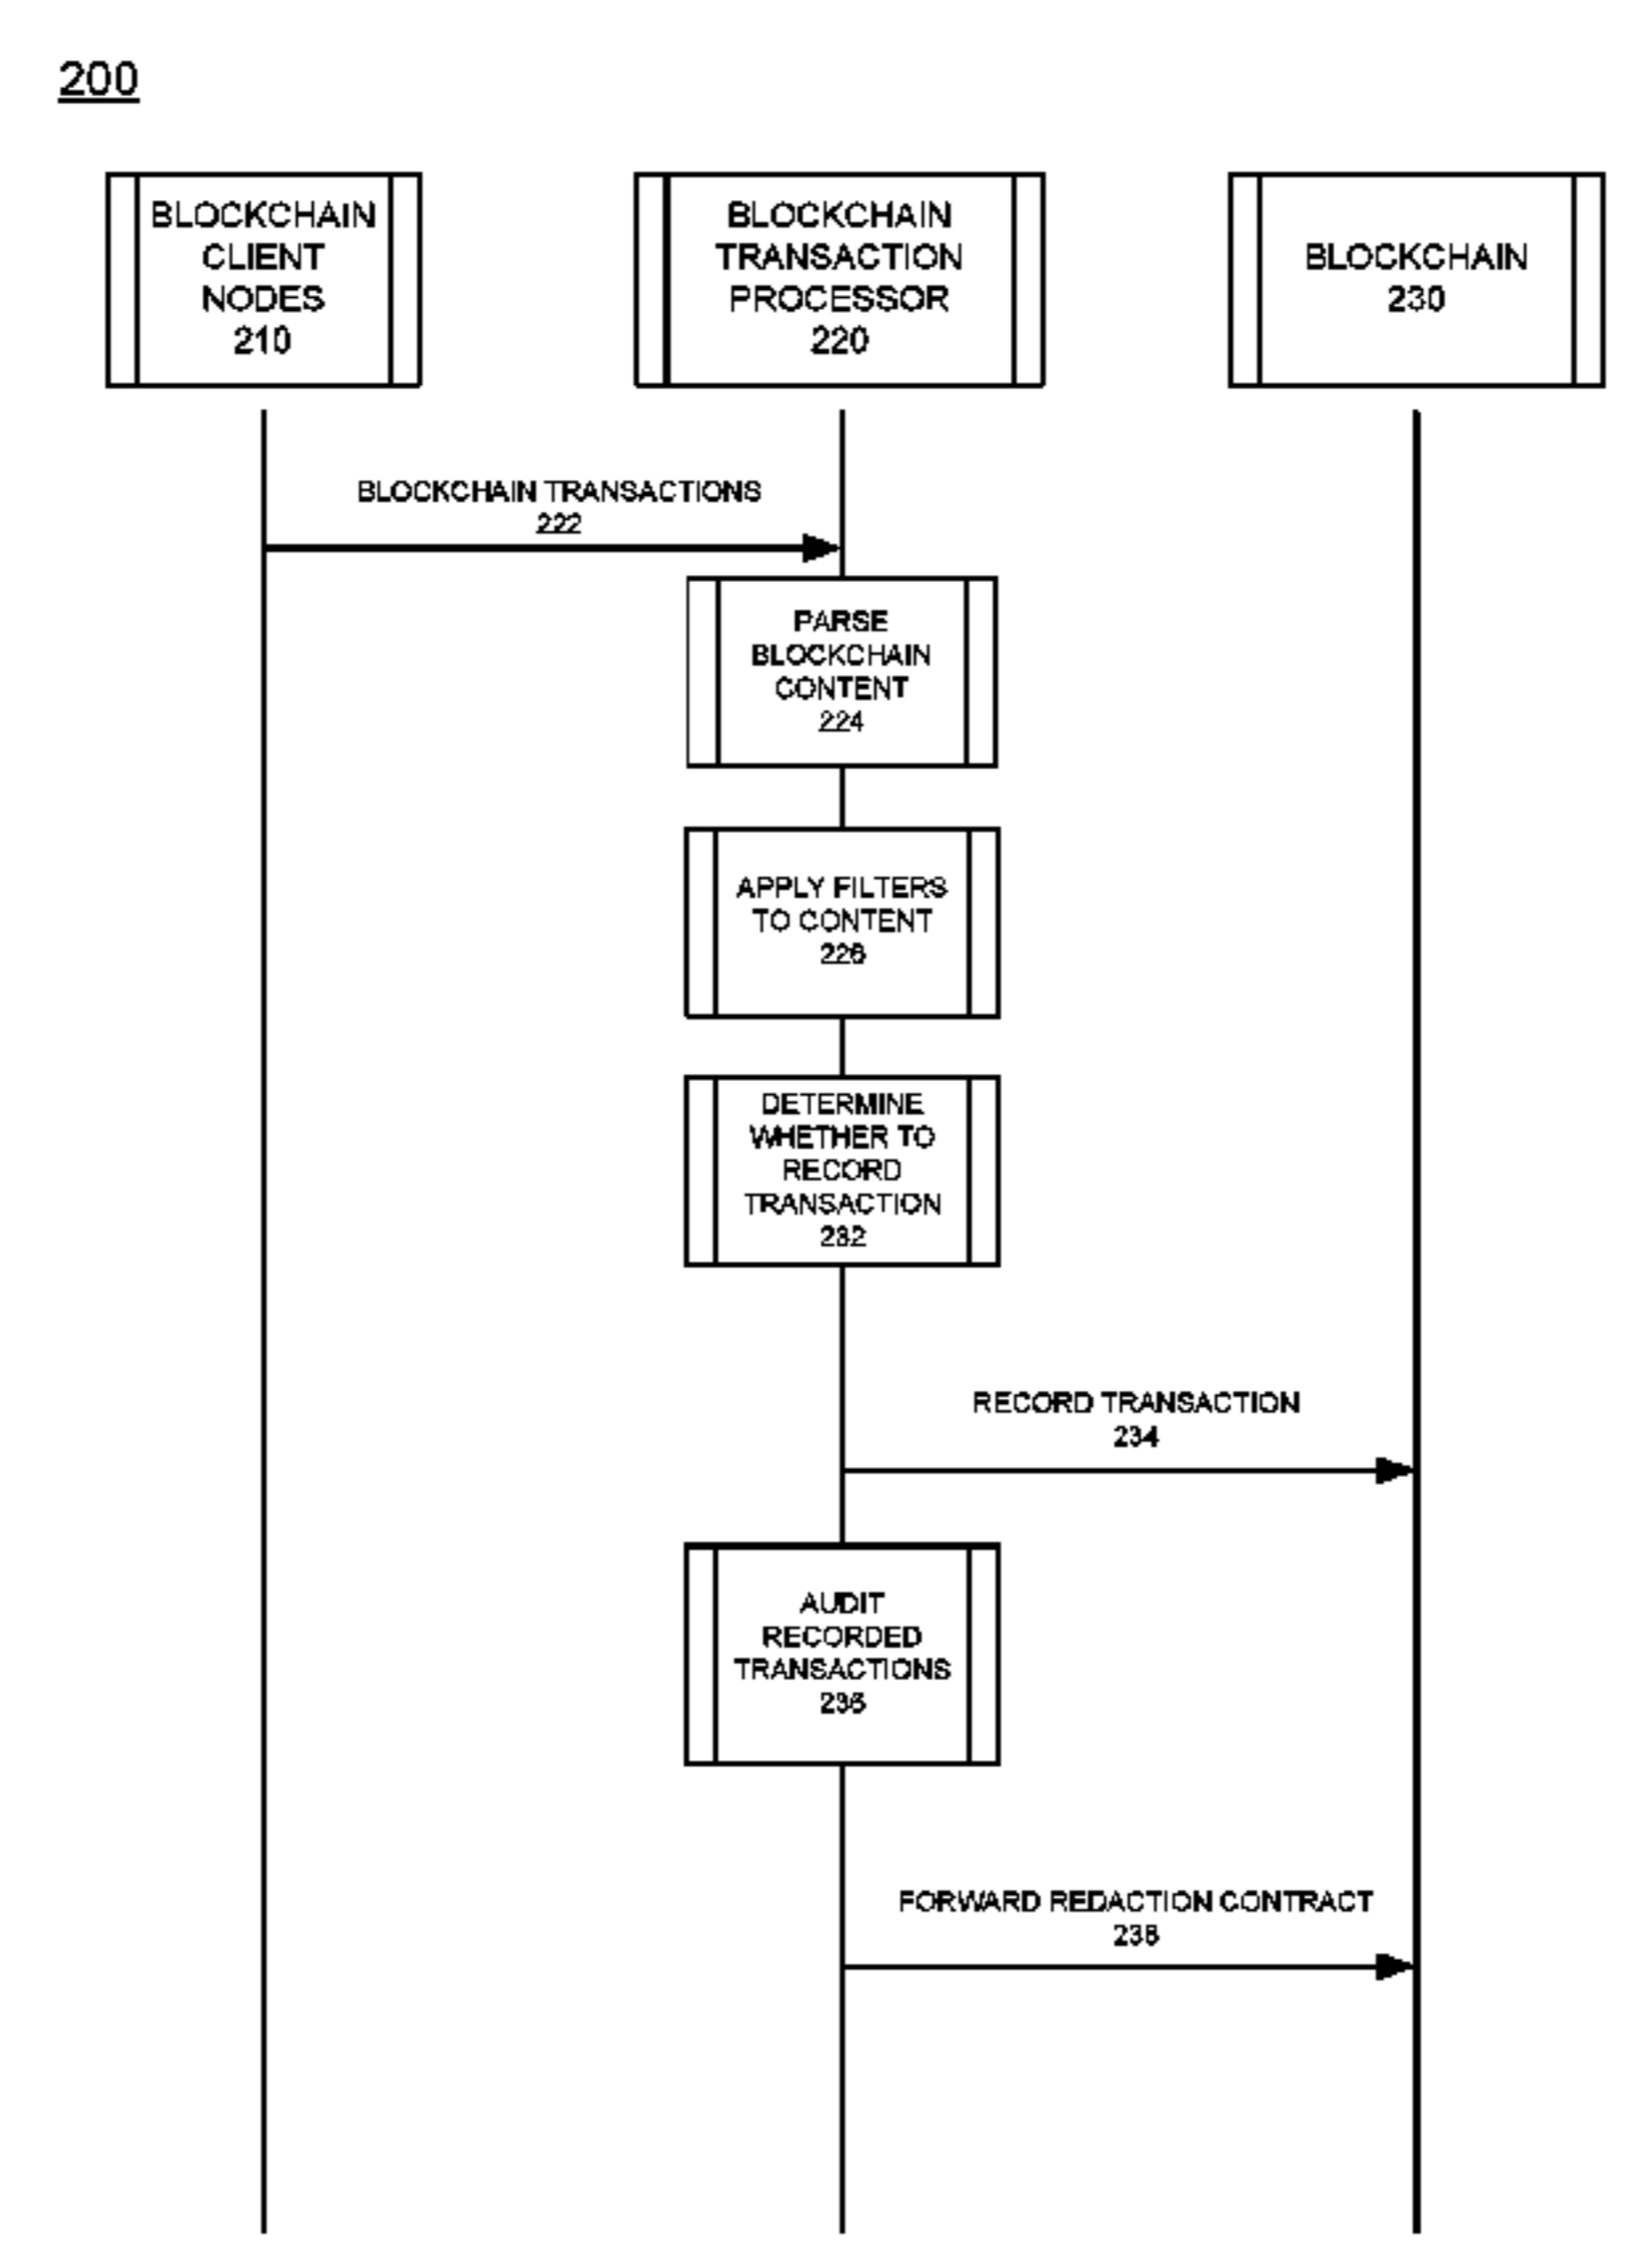 200
BLOCKCHAIN
CLIENT
NODES
210
BLOCKCHAIN
TRANSACTION
PROCESSOR
220
BLOCKCHAIN
230
BLOCKCHAIN TRANSACTIONS
222
PARSE
BLOCKCHAIN
CONTENT
224
APPLY FILTERS
TO CONTENT
226
DETERMINE
WHETHER TO
RECORD
TRANSACTION
232
RECORD TRANSACTION
234
AUDIT
RECORDED
TRANSACTIONS
236
FORWARD REDACTION CONTRACT
238